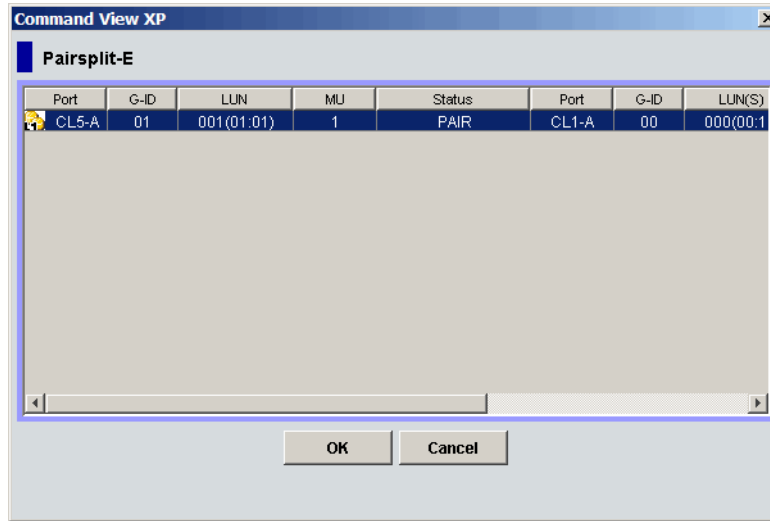 Command View XP
Pairsplit-E
Port G-ID LUN MU Status Port G-ID LUN(S)
CL5-A 01 001(01:01) 1 PAIR CL1-A 00 000(00:1
OK Cancel